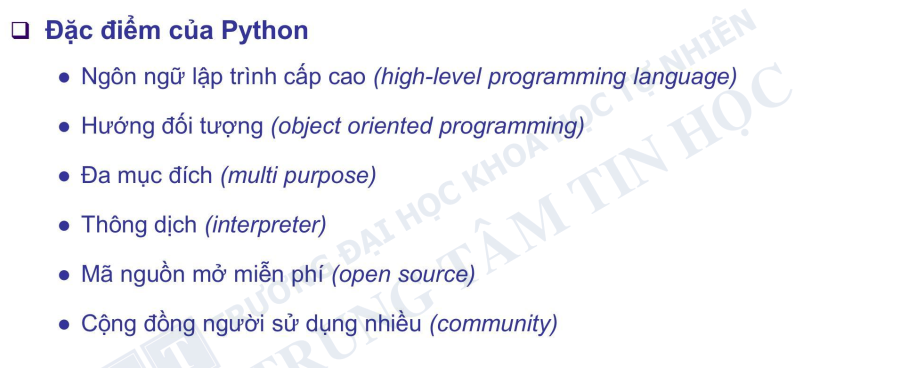 Đặc điểm của Python
Ngôn ngữ lập trình cấp cao (high-level programming language)
Hướng đối tượng (object oriented programming)
Đa mục đích (multi purpose)
Thông dịch (interpreter)
Mã nguồn mở miễn phí (open source)
Cộng đồng người sử dụng nhiều (community)
TRƯỜNG ĐẠI HỌC KHOA HỌC TỰ NHIÊN
TRUNG TÂM TIN HỌC